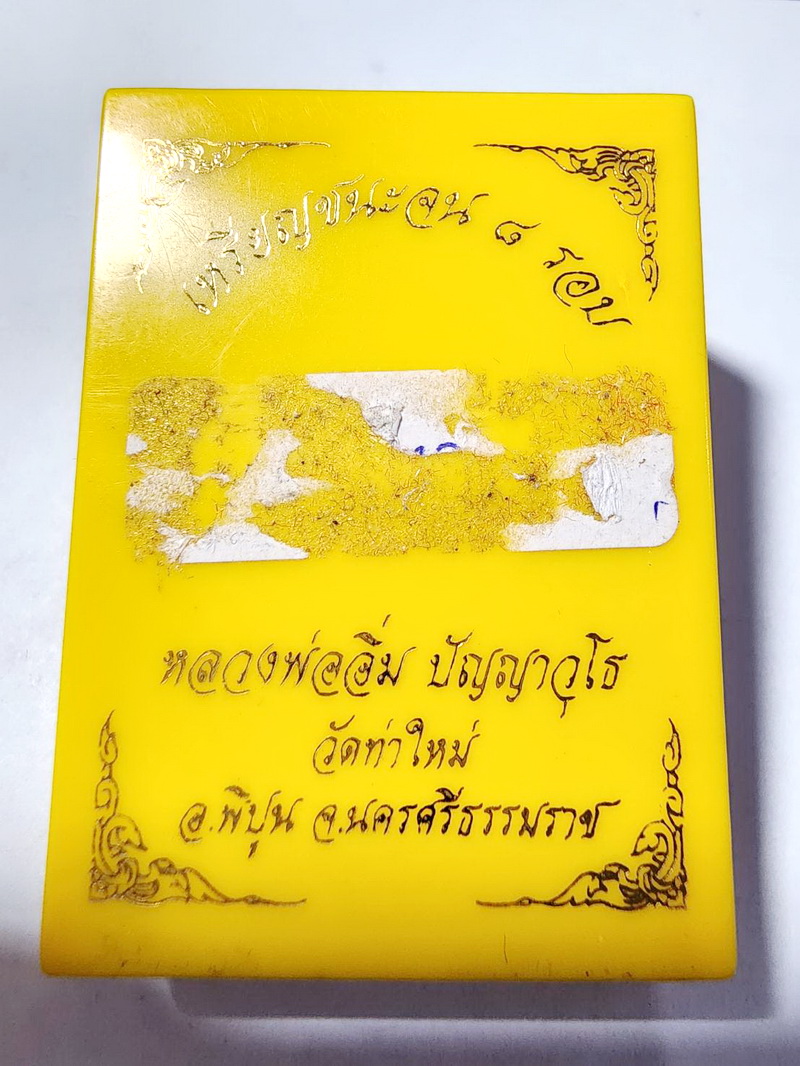 เหรียญชนะจน ๘ รอบ
หลวงพ่ออิ่ม ปัญญาวุโธ
วัดท่าใหม่
อ.พิปูน จ.นครศรีธรรมราช